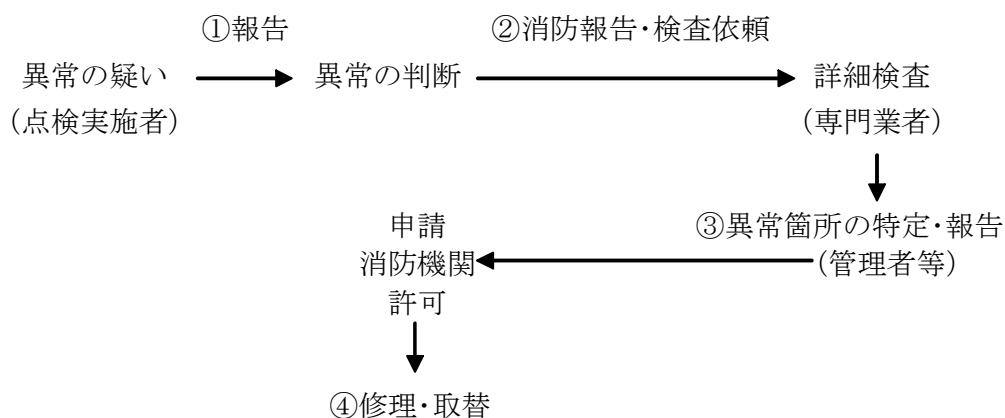 ①報告
②消防報告・検査依頼
異常の疑い
異常の判断
詳細検査
(点検実施者)
(専門業者)
申請
③異常箇所の特定・報告
消防機関
(管理者等)
許可
④修理・取替